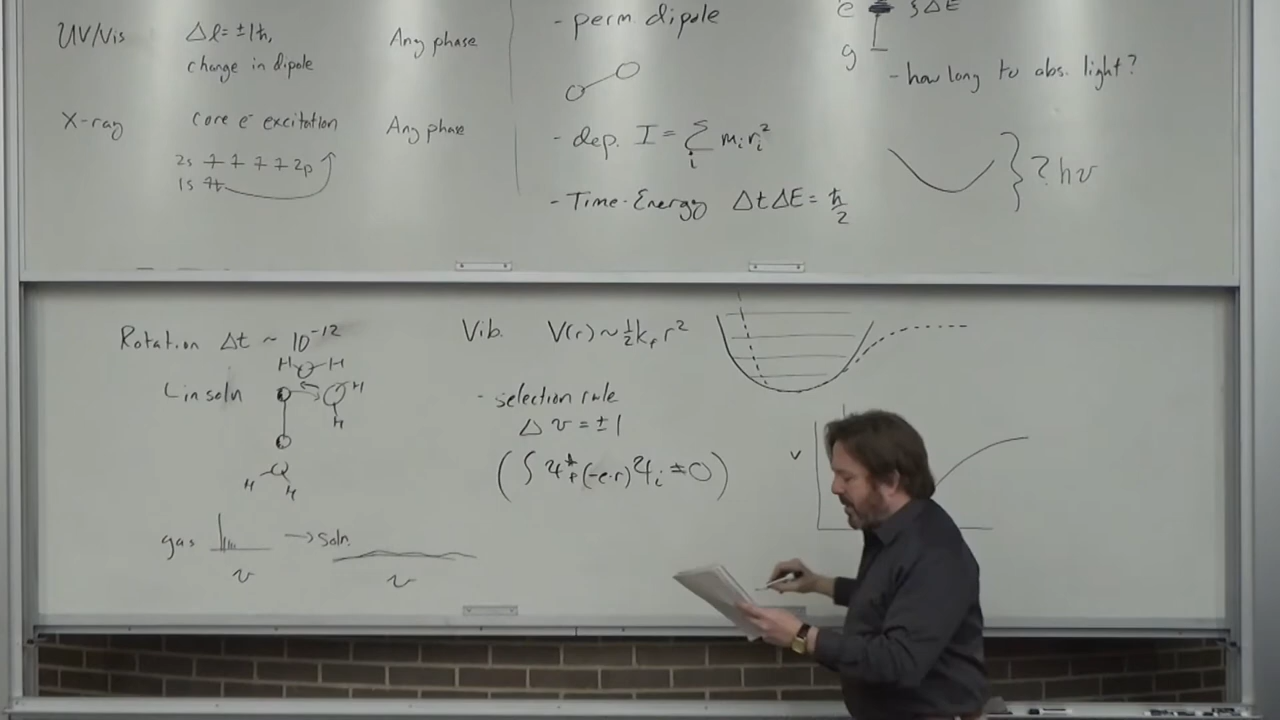 UV/Vis Δl = ±1ħ, Any phase
change in dipole
X-ray core e⁻ excitation Any phase
2s 2p
1s
- perm dipole
- dep. I = Σ mᵢrᵢ²
i
- Time-Energy ΔtΔE = ħ/2
e } ΔE
g
- how long to abs. light?
} ? hν
Rotation Δt ~ 10⁻¹²
H O H
L in soln H
H
H H
gas → soln.
ν ν
Vib. V(r) ~ ½k_f r²
- selection rule
Δv = ±1
(∫ψ*_f(-e·r)ψᵢ ≠ 0)
V